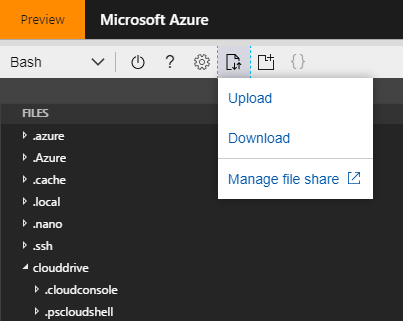 Preview Microsoft Azure
Bash ? {}
Upload
Download
Manage file share
FILES
.azure
.Azure
.cache
.local
.nano
.ssh
clouddrive
.cloudconsole
.pscloudshell